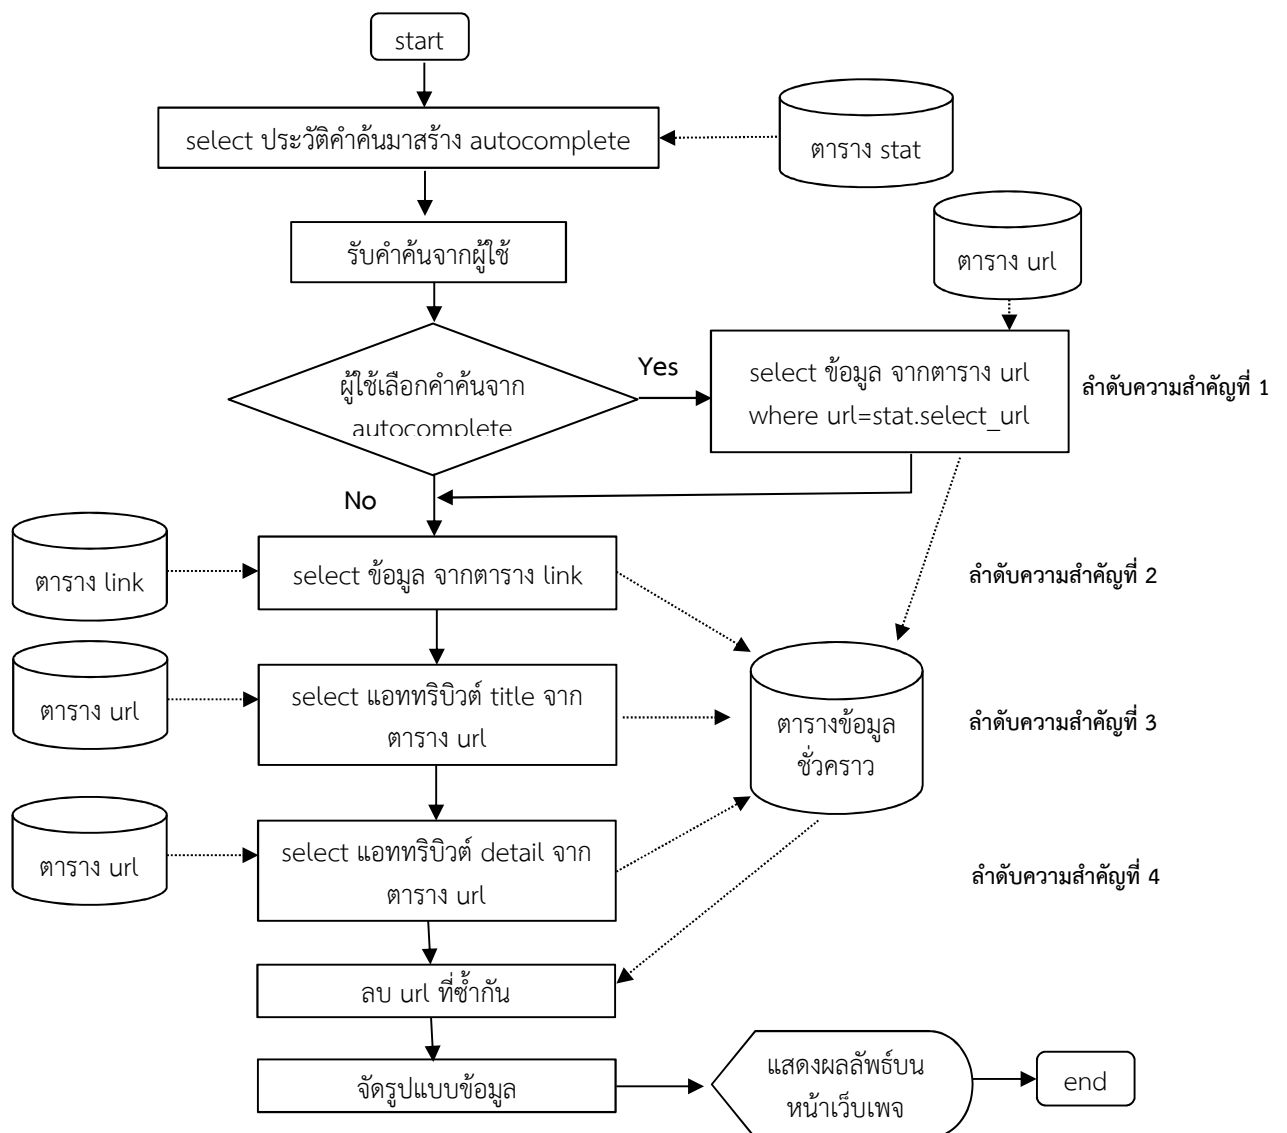 start
select ประวัติคำค้นมาสร้าง autocomplete
ตาราง stat
รับคำค้นจากผู้ใช้
ตาราง url
ผู้ใช้เลือกคำค้นจาก
autocomplete
Yes
select ข้อมูล จากตาราง url
where url=stat.select_url
ลำดับความสำคัญที่ 1
No
ตาราง link
select ข้อมูล จากตาราง link
ลำดับความสำคัญที่ 2
ตาราง url
select แอททริบิวต์ title จาก
ตาราง url
ตารางข้อมูล
ชั่วคราว
ลำดับความสำคัญที่ 3
ตาราง url
select แอททริบิวต์ detail จาก
ตาราง url
ลำดับความสำคัญที่ 4
ลบ url ที่ซ้ำกัน
จัดรูปแบบข้อมูล
แสดงผลลัพธ์บน
หน้าเว็บเพจ
end